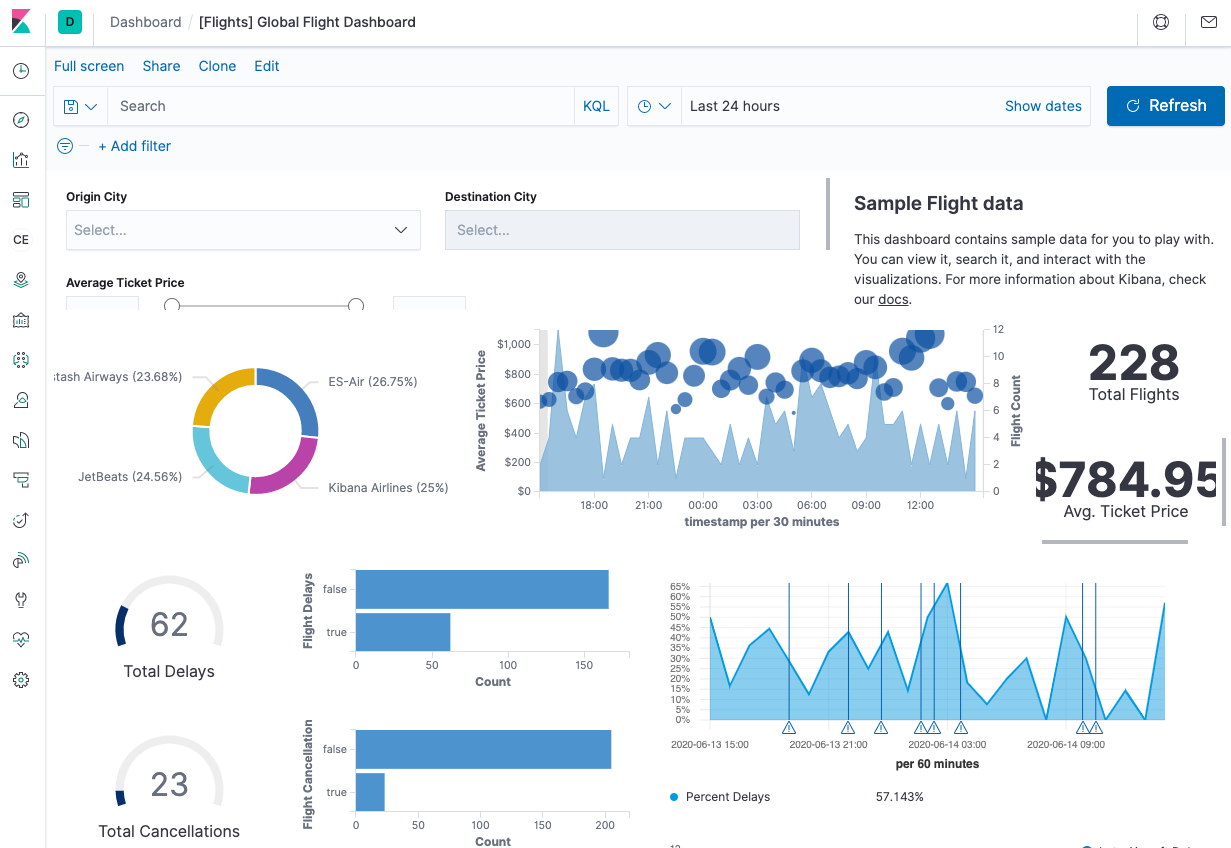 D
Dashboard / [Flights] Global Flight Dashboard
Full screen Share Clone Edit
Search KQL Last 24 hours Show dates Refresh
+ Add filter
CE
Origin City
Select...
Destination City
Select...
Average Ticket Price
Sample Flight data
This dashboard contains sample data for you to play with.
You can view it, search it, and interact with the
visualizations. For more information about Kibana, check
our docs.
stash Airways (23.68%)
ES-Air (26.75%)
JetBeats (24.56%)
Kibana Airlines (25%)
Average Ticket Price
$1,000
$800
$600
$400
$200
$0
18:00 21:00 00:00 03:00 06:00 09:00 12:00
timestamp per 30 minutes
12
10
8
6
4
2
0
Flight Count
228
Total Flights
$784.95
Avg. Ticket Price
62
Total Delays
Flight Delays
false
true
0 50 100 150
Count
65%
60%
55%
50%
45%
40%
35%
30%
25%
20%
15%
10%
5%
0%
2020-06-13 15:00 2020-06-13 21:00 2020-06-14 03:00 2020-06-14 09:00
per 60 minutes
Percent Delays 57.143%
23
Total Cancellations
Flight Cancellation
false
true
0 50 100 150 200
Count